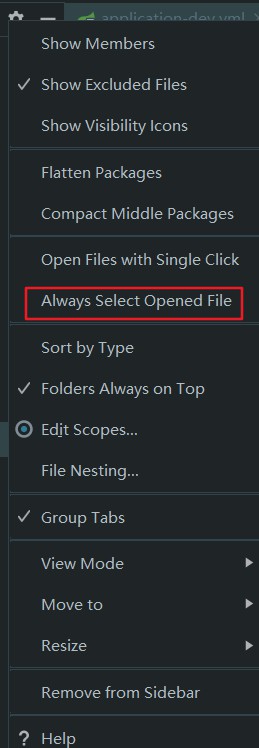 application-dev.yml
Show Members
Show Excluded Files
Show Visibility Icons
Flatten Packages
Compact Middle Packages
Open Files with Single Click
Always Select Opened File
Sort by Type
Folders Always on Top
Edit Scopes...
File Nesting...
Group Tabs
View Mode
Move to
Resize
Remove from Sidebar
? Help